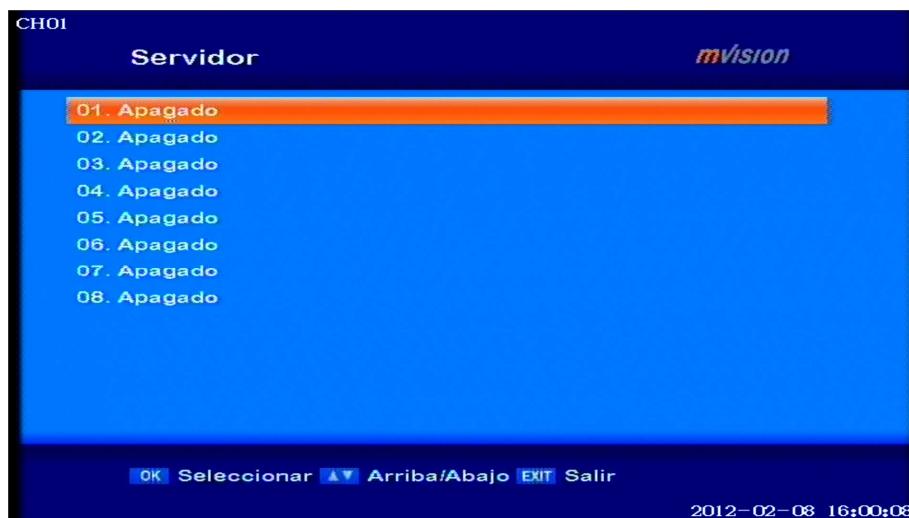 CH01
Servidor
mvision
01. Apagado
02. Apagado
03. Apagado
04. Apagado
05. Apagado
06. Apagado
07. Apagado
08. Apagado
OK Seleccionar ▲▼ Arriba/Abajo EXIT Salir
2012-02-08 16:00:08